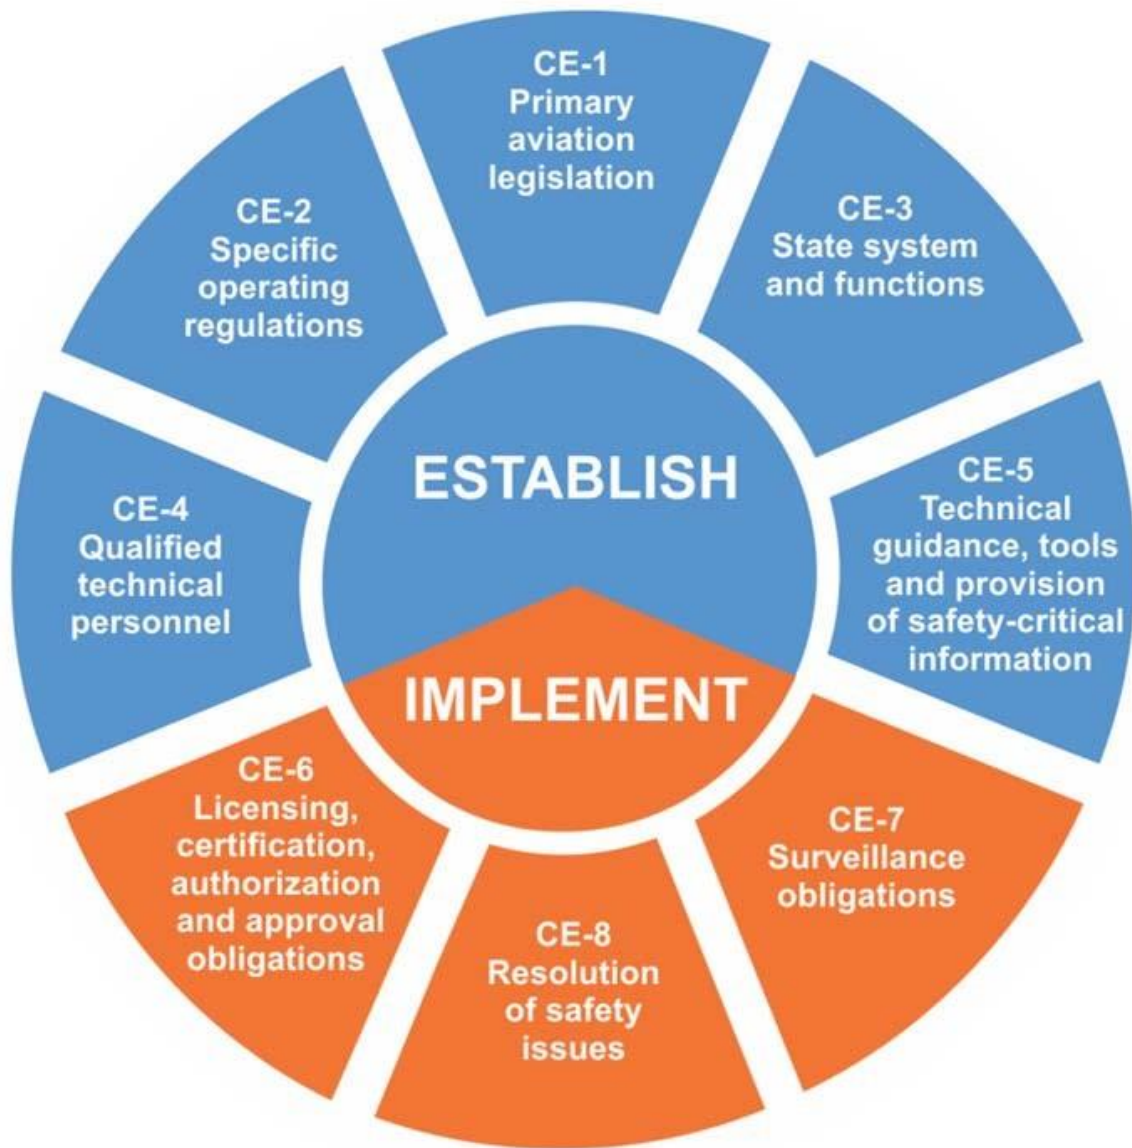 CE-1
Primary
aviation
legislation
CE-2
Specific
operating
regulations
CE-3
State system
and functions
CE-4
Qualified
technical
personnel
CE-5
Technical
guidance, tools
and provision
of safety-critical
information
ESTABLISH
IMPLEMENT
CE-6
Licensing,
certification,
authorization
and approval
obligations
CE-7
Surveillance
obligations
CE-8
Resolution
of safety
issues